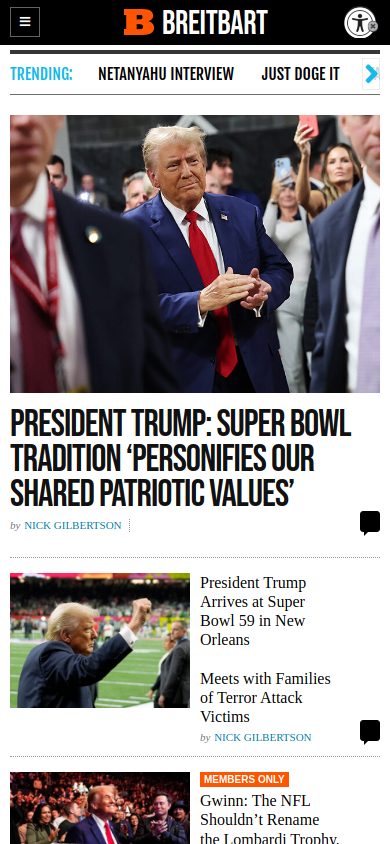 BREITBART
TRENDING:
NETANYAHU INTERVIEW
JUST DOGE IT
PRESIDENT TRUMP: SUPER BOWL
TRADITION ‘PERSONIFIES OUR
SHARED PATRIOTIC VALUES’
by NICK GILBERTSON
President Trump
Arrives at Super
Bowl 59 in New
Orleans
Meets with Families
of Terror Attack
Victims
by NICK GILBERTSON
MEMBERS ONLY
Gwinn: The NFL
Shouldn’t Rename
the Lombardi Trophy.